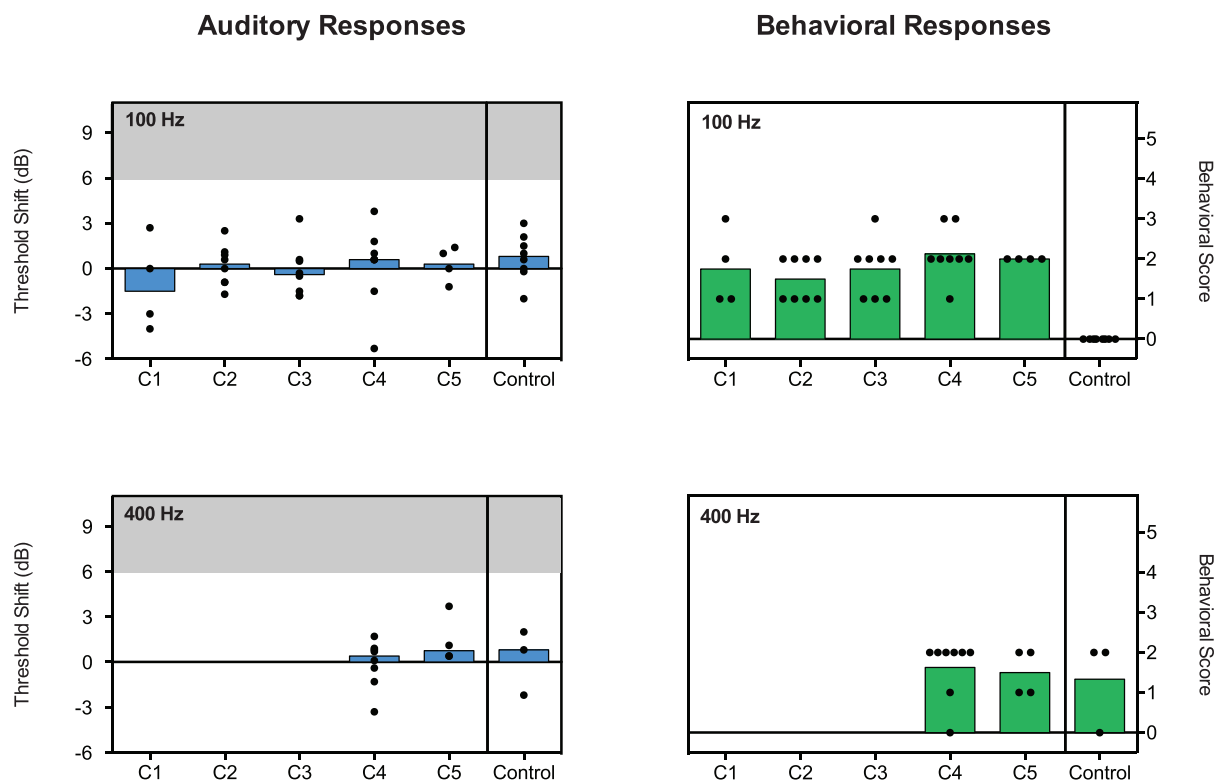 Auditory Responses
Behavioral Responses
Threshold Shift (dB)
100 Hz
9
6
3
0
-3
-6
C1 C2 C3 C4 C5 Control
100 Hz
5
4
3
2
1
0
Behavioral Score
C1 C2 C3 C4 C5 Control
Threshold Shift (dB)
400 Hz
9
6
3
0
-3
-6
C1 C2 C3 C4 C5 Control
400 Hz
5
4
3
2
1
0
Behavioral Score
C1 C2 C3 C4 C5 Control